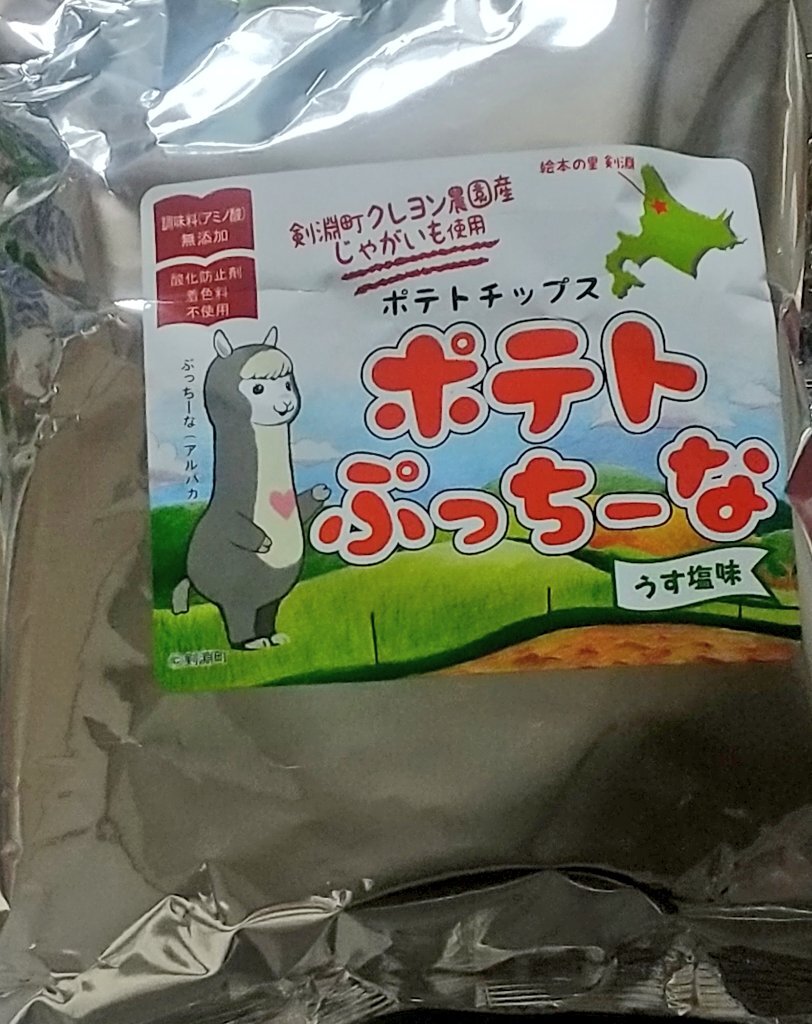 絵本の里 剣淵
調味料(アミノ酸)
無添加
酸化防止剤
着色料
不使用
剣淵町クレヨン農園産
じゃがいも使用
ポテトチップス
ポテト
ぷっちーな
うす塩味
ぷっちーな(アルパカ
©剣淵町